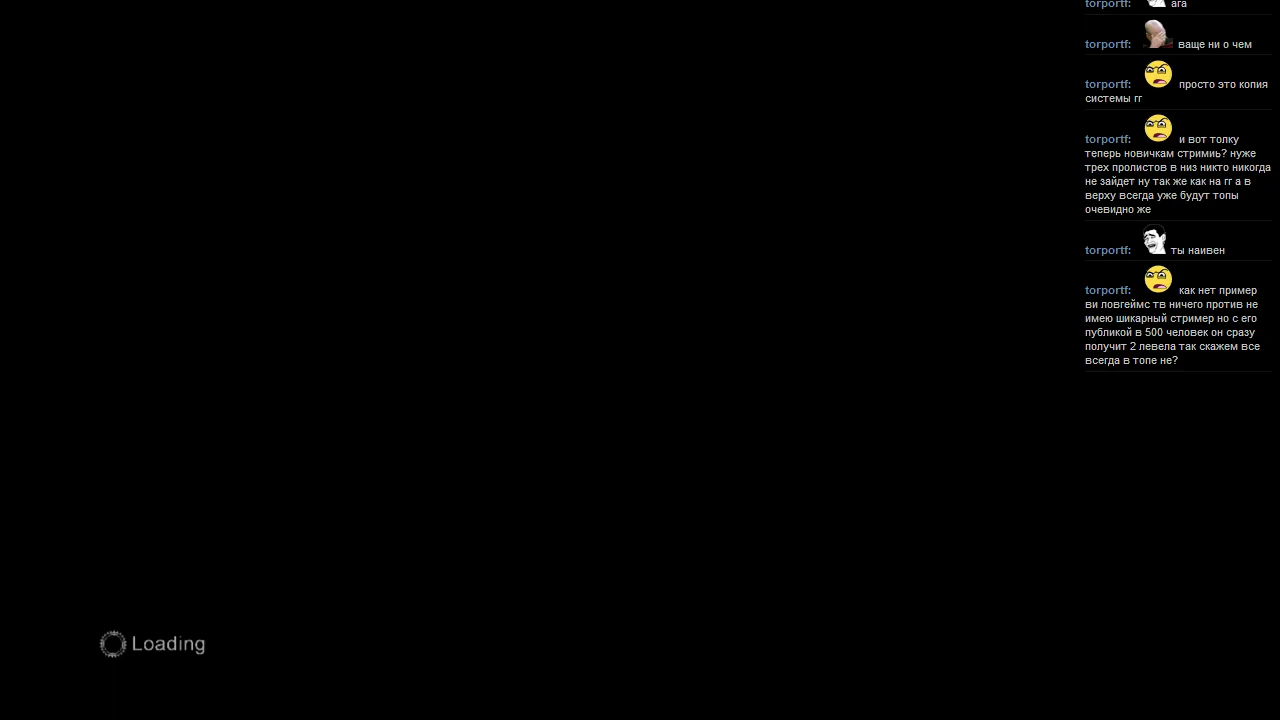 torportf: ага
torportf: ваще ни о чем
torportf: просто это копия
системы гг
torportf: и вот толку
теперь новичкам стримиь? нуже
трех пролистов в низ никто никогда
не зайдет ну так же как на гг а в
верху всегда уже будут топы
очевидно же
torportf: ты наивен
torportf: как нет пример
ви ловгеймс тв ничего против не
имею шикарный стример но с его
публикой в 500 человек он сразу
получит 2 левела так скажем все
всегда в топе не?
Loading